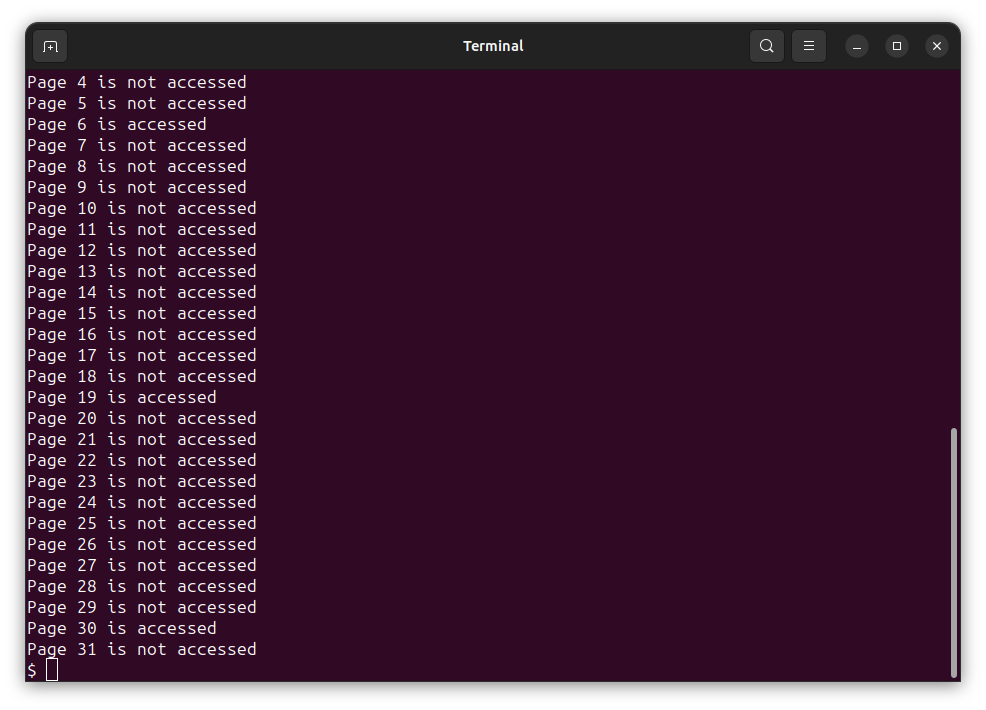 Terminal
Page 4 is not accessed
Page 5 is not accessed
Page 6 is accessed
Page 7 is not accessed
Page 8 is not accessed
Page 9 is not accessed
Page 10 is not accessed
Page 11 is not accessed
Page 12 is not accessed
Page 13 is not accessed
Page 14 is not accessed
Page 15 is not accessed
Page 16 is not accessed
Page 17 is not accessed
Page 18 is not accessed
Page 19 is accessed
Page 20 is not accessed
Page 21 is not accessed
Page 22 is not accessed
Page 23 is not accessed
Page 24 is not accessed
Page 25 is not accessed
Page 26 is not accessed
Page 27 is not accessed
Page 28 is not accessed
Page 29 is not accessed
Page 30 is accessed
Page 31 is not accessed
$